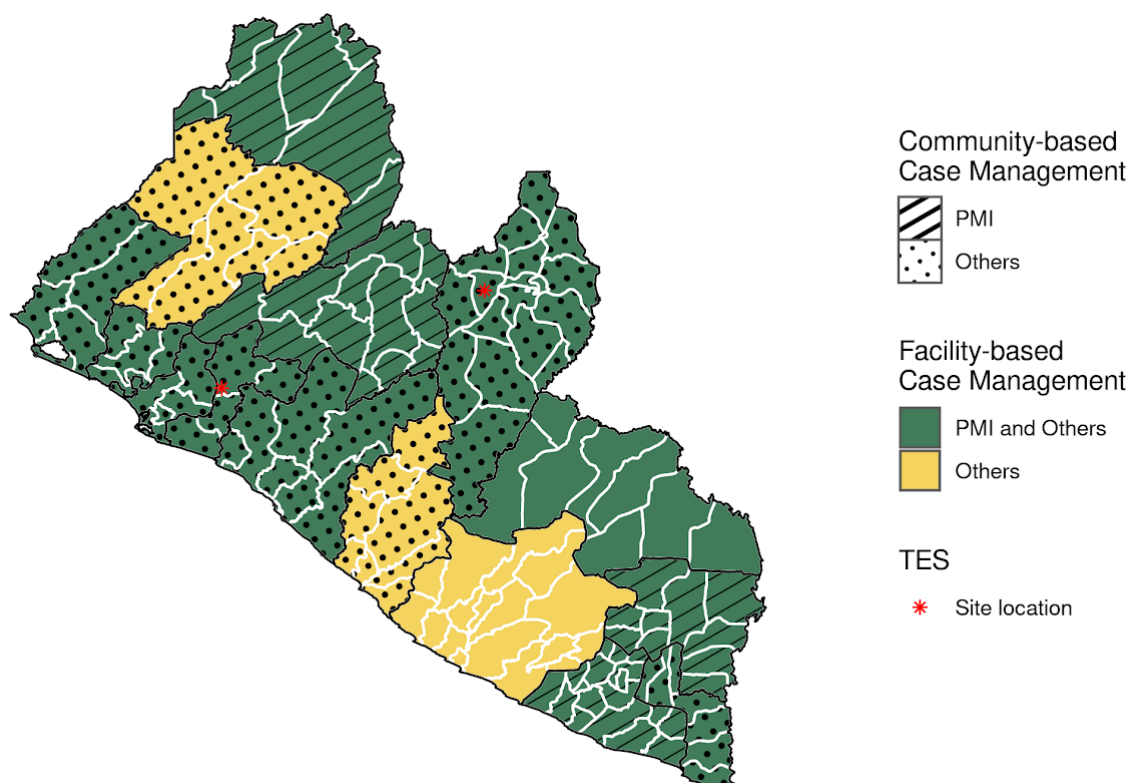 Community-based
Case Management
PMI
Others
Facility-based
Case Management
PMI and Others
Others
TES
Site location